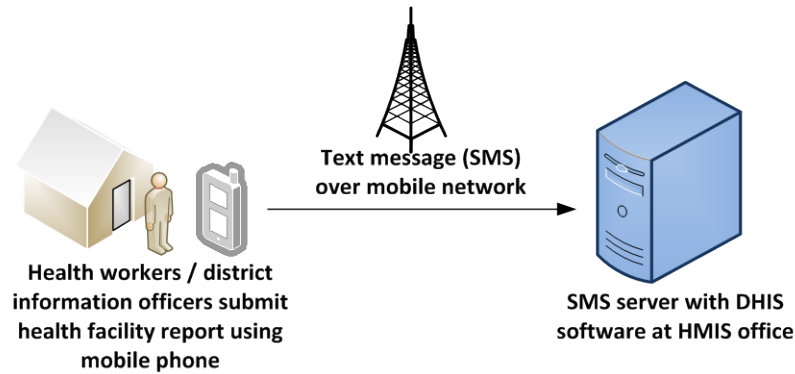 Text message (SMS)
over mobile network
Health workers / district
information officers submit
health facility report using
mobile phone
SMS server with DHIS
software at HMIS office